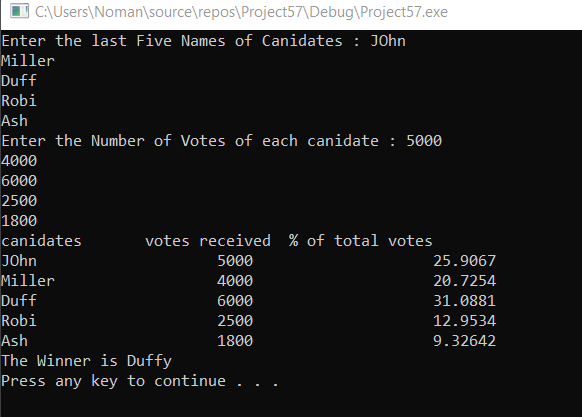 C:\Users\Noman\source\repos\Project57\Debug\Project57.exe
Enter the last Five Names of Canidates : JOhn
Miller
Duff
Robi
Ash
Enter the Number of Votes of each canidate : 5000
4000
6000
2500
1800
canidates votes received % of total votes
JOhn 5000 25.9067
Miller 4000 20.7254
Duff 6000 31.0881
Robi 2500 12.9534
Ash 1800 9.32642
The Winner is Duffy
Press any key to continue . . .